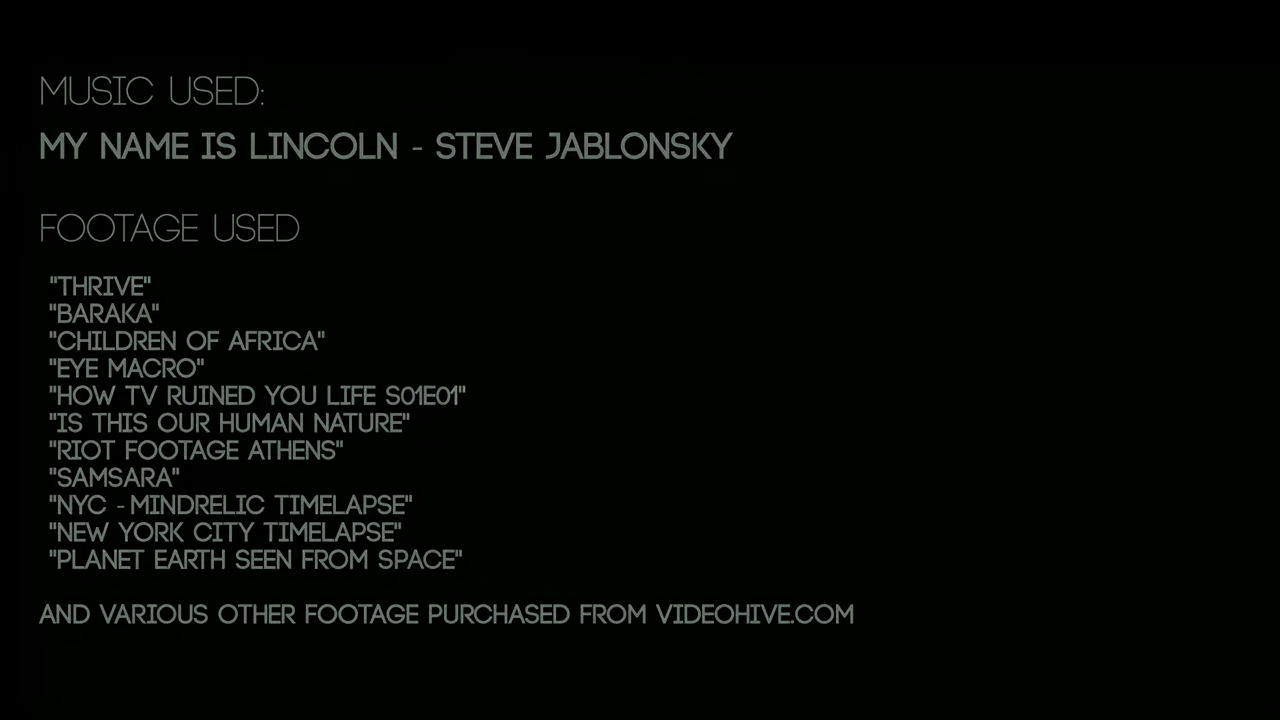 MUSIC USED:
MY NAME IS LINCOLN - STEVE JABLONSKY
FOOTAGE USED
"THRIVE"
"BARAKA"
"CHILDREN OF AFRICA"
"EYE MACRO"
"HOW TV RUINED YOU LIFE S01E01"
"IS THIS OUR HUMAN NATURE"
"RIOT FOOTAGE ATHENS"
"SAMSARA"
"NYC - MINDRELIC TIMELAPSE"
"NEW YORK CITY TIMELAPSE"
"PLANET EARTH SEEN FROM SPACE"
AND VARIOUS OTHER FOOTAGE PURCHASED FROM VIDEOHIVE.COM